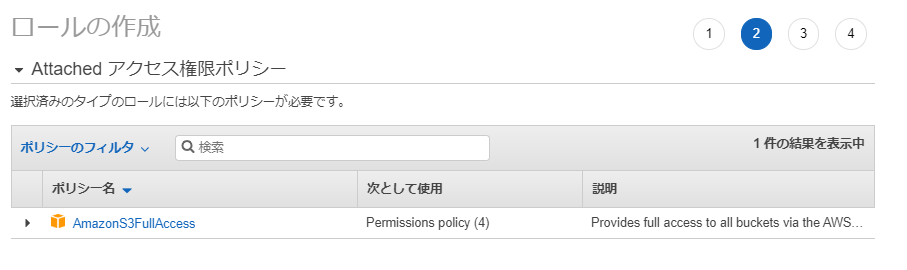 ロールの作成
1 2 3 4
Attached アクセス権限ポリシー
選択済みのタイプのロールには以下のポリシーが必要です。
ポリシーのフィルタ 検索 1 件の結果を表示中
ポリシー名 次として使用 説明
AmazonS3FullAccess Permissions policy (4) Provides full access to all buckets via the AWS…